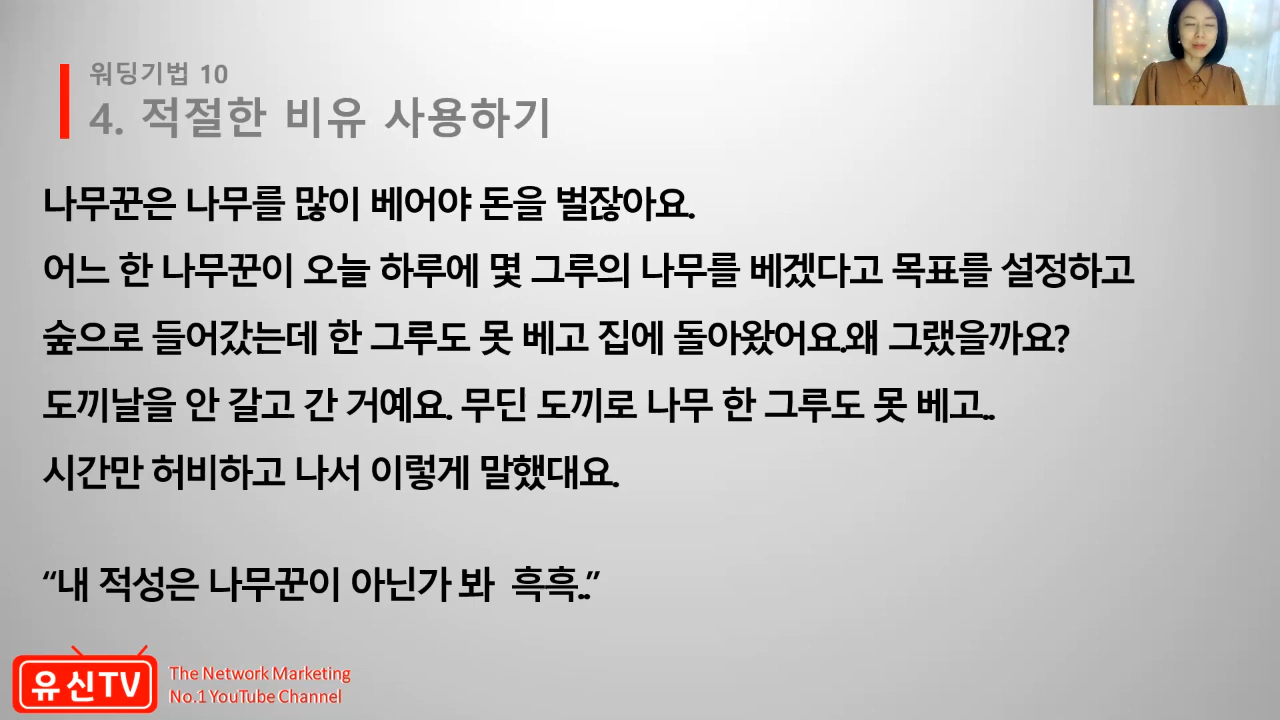 워딩기법 10
4. 적절한 비유 사용하기
나무꾼은 나무를 많이 베어야 돈을 벌잖아요.
어느 한 나무꾼이 오늘 하루에 몇 그루의 나무를 베겠다고 목표를 설정하고
숲으로 들어갔는데 한 그루도 못 베고 집에 돌아왔어요.왜 그랬을까요?
도끼날을 안 갈고 간 거예요. 무딘 도끼로 나무 한 그루도 못 베고..
시간만 허비하고 나서 이렇게 말했대요.
“내 적성은 나무꾼이 아닌가 봐 흑흑..”
유신TV
The Network Marketing
No.1 YouTube Channel